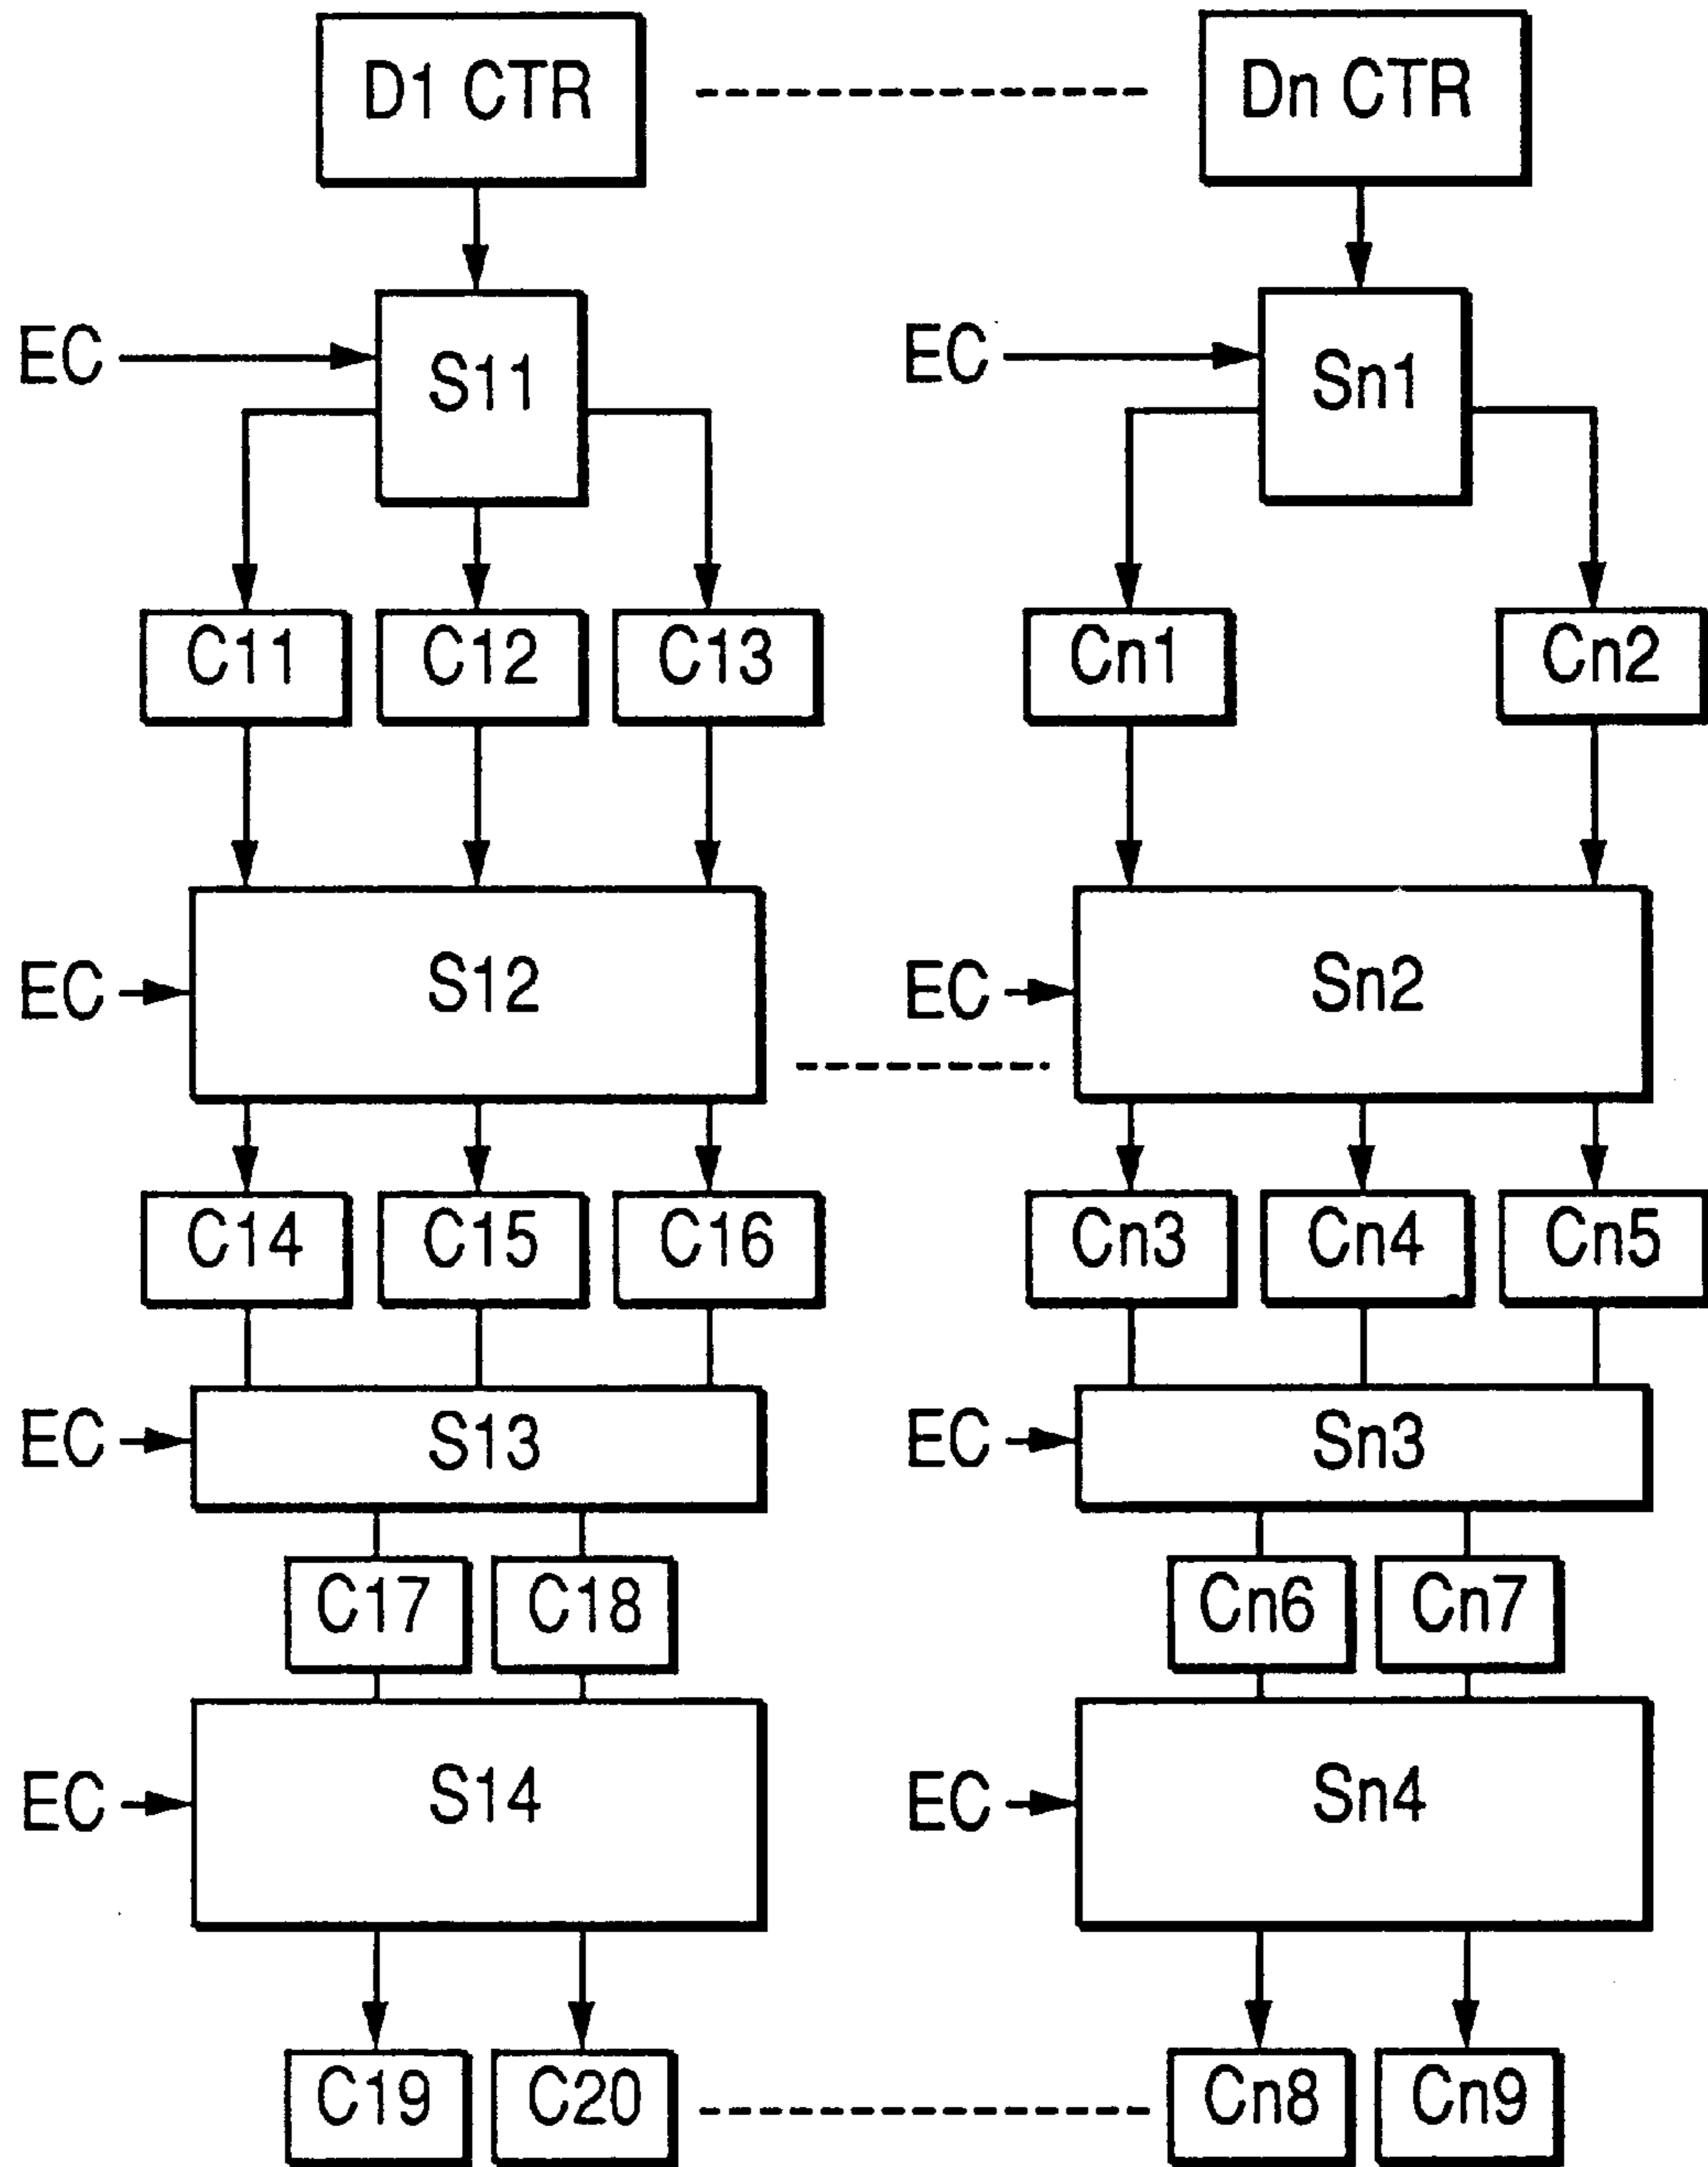 D1 CTR
Dn CTR
EC
S11
EC
Sn1
C11
C12
C13
Cn1
Cn2
EC
S12
EC
Sn2
C14
C15
C16
Cn3
Cn4
Cn5
EC
S13
EC
Sn3
C17
C18
Cn6
Cn7
EC
S14
EC
Sn4
C19
C20
Cn8
Cn9